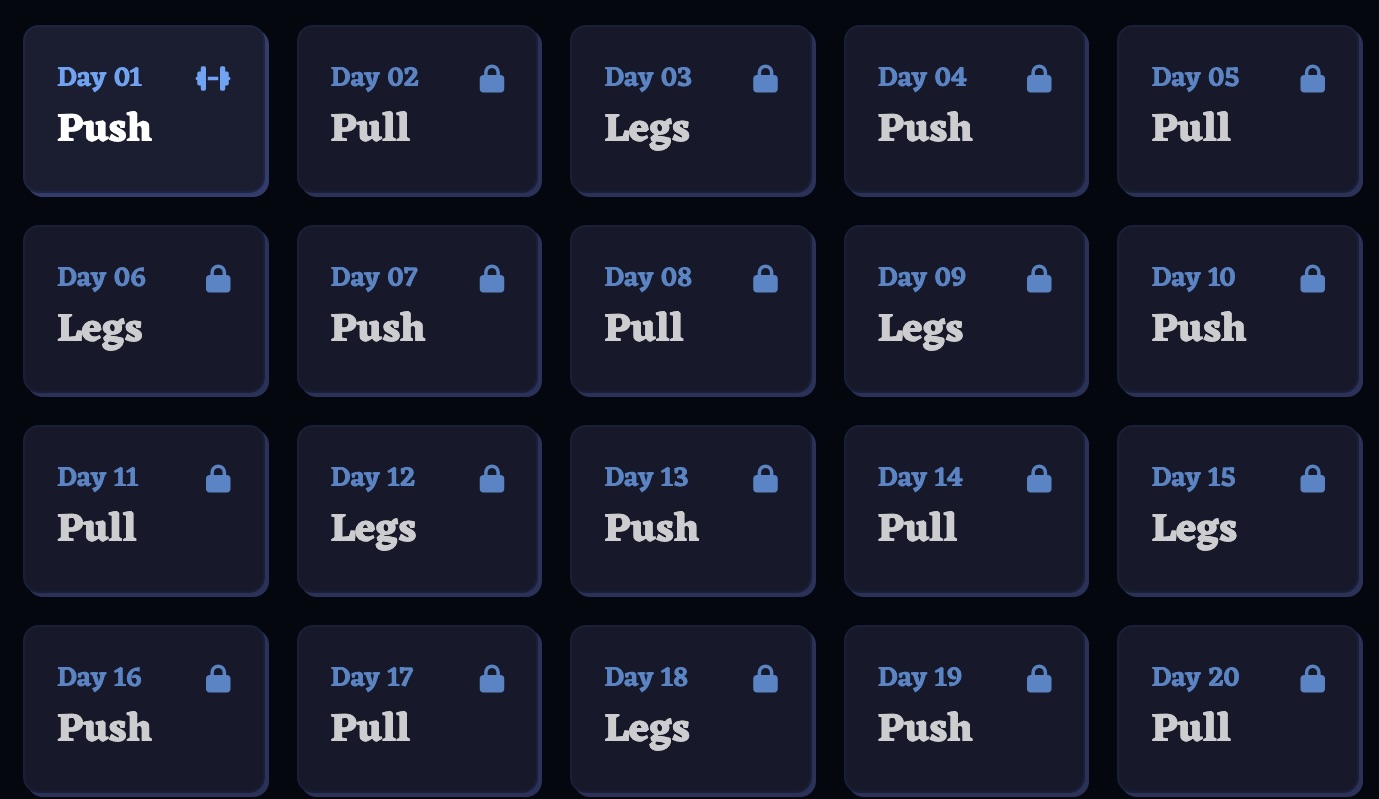 Day 01
Push
Day 02
Pull
Day 03
Legs
Day 04
Push
Day 05
Pull
Day 06
Legs
Day 07
Push
Day 08
Pull
Day 09
Legs
Day 10
Push
Day 11
Pull
Day 12
Legs
Day 13
Push
Day 14
Pull
Day 15
Legs
Day 16
Push
Day 17
Pull
Day 18
Legs
Day 19
Push
Day 20
Pull